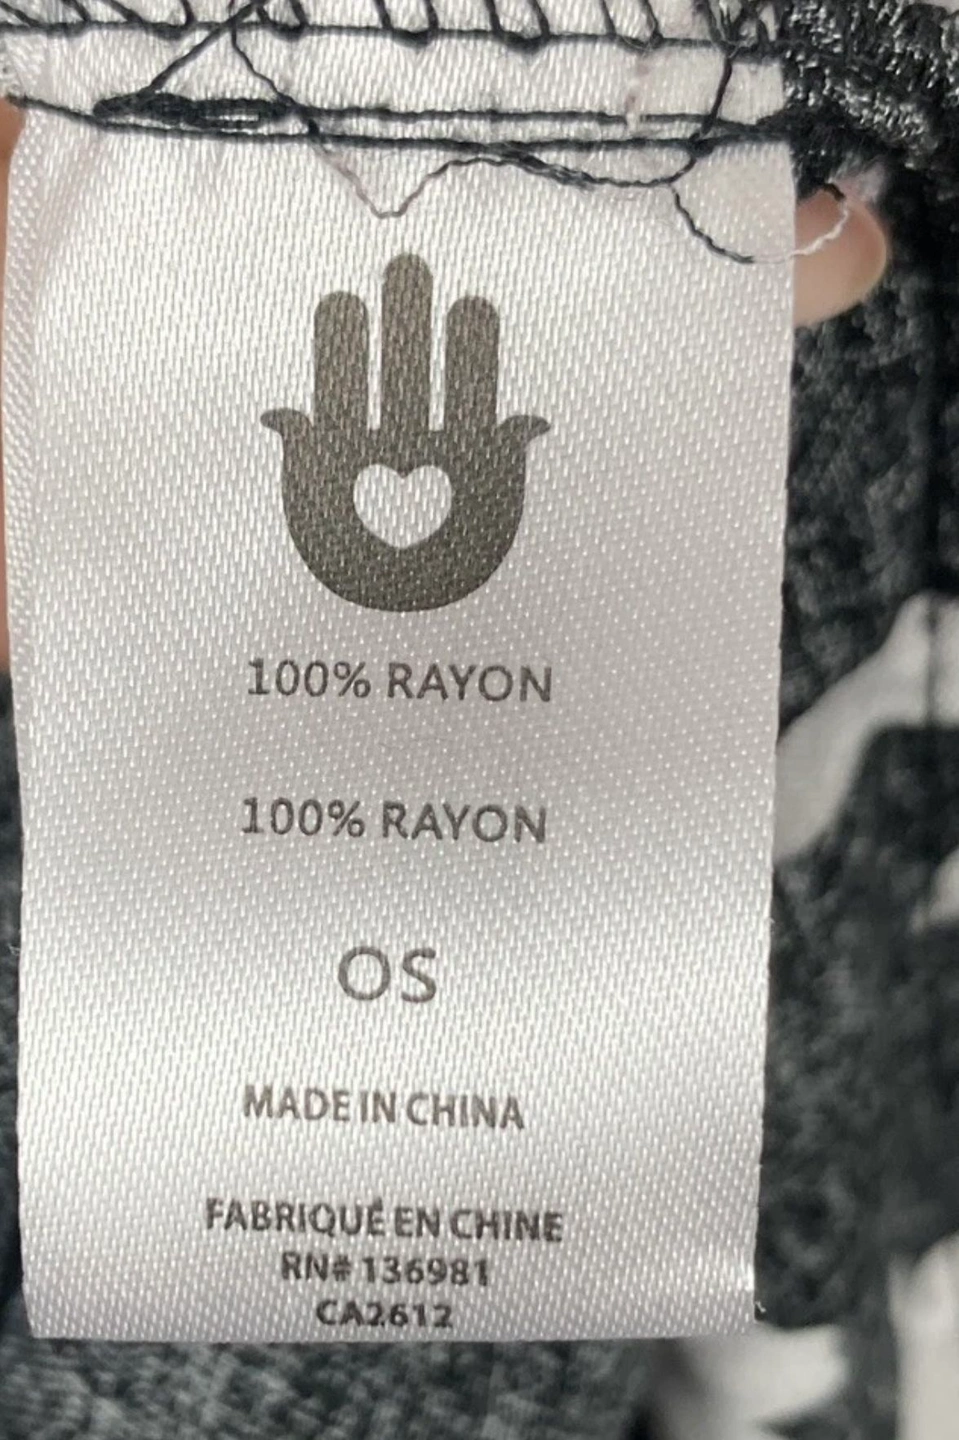 100% RAYON
100% RAYON
OS
MADE IN CHINA
FABRIQUÉ EN CHINE
RN# 136981
CA2612